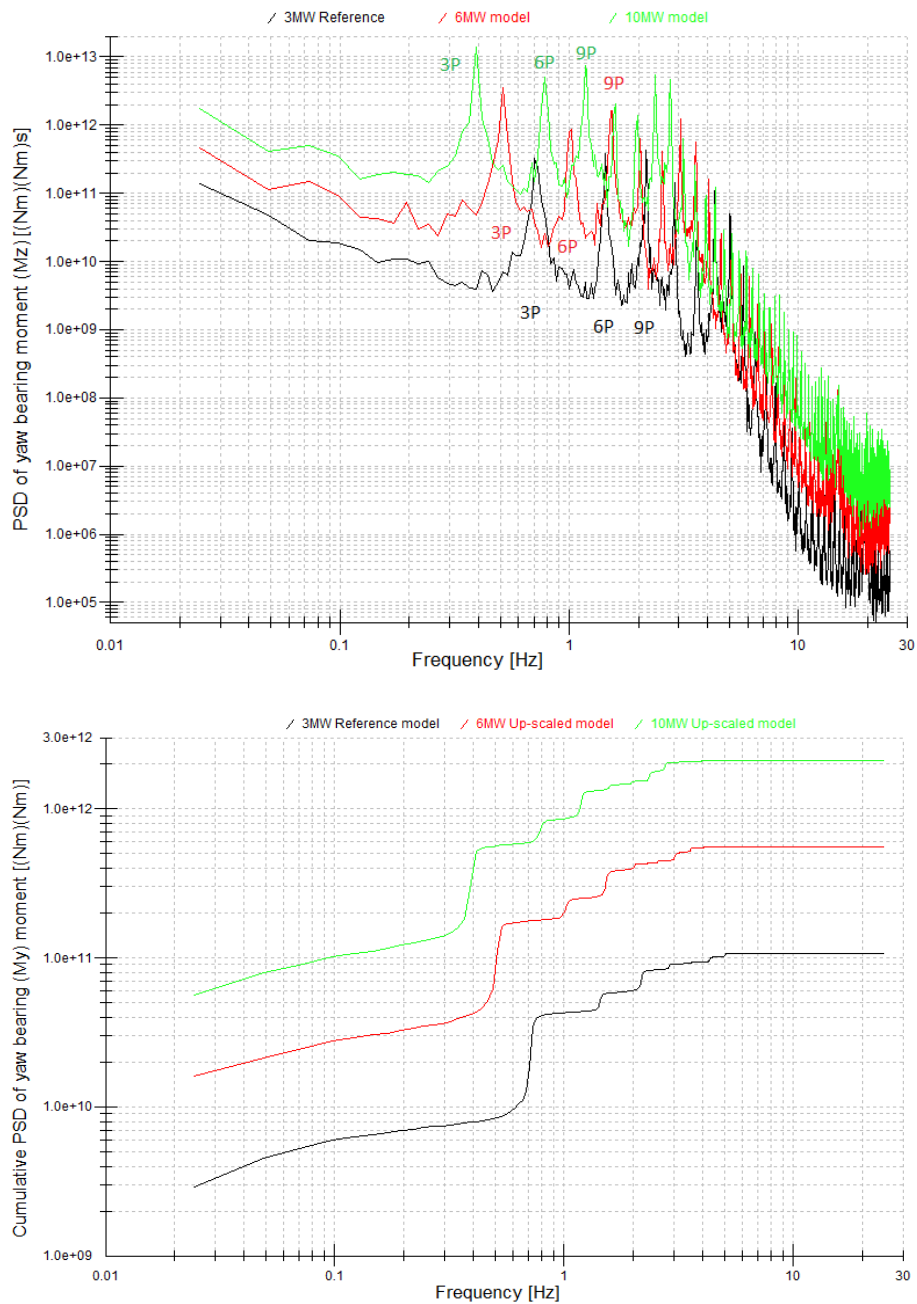 3MW Reference 6MW model 10MW model
PSD of yaw bearing moment (Mz) [(Nm)(Nm)s]
1.0e+13
1.0e+12
1.0e+11
1.0e+10
1.0e+09
1.0e+08
1.0e+07
1.0e+06
1.0e+05
3P 6P 9P
9P
3P 6P
3P 6P 9P
0.01 0.1 1 10 30
Frequency [Hz]
3MW Reference model 6MW Up-scaled model 10MW Up-scaled model
Cumulative PSD of yaw bearing (My) moment [(Nm)(Nm)]
3.0e+12
1.0e+12
1.0e+11
1.0e+10
1.0e+09
0.01 0.1 1 10 30
Frequency [Hz]